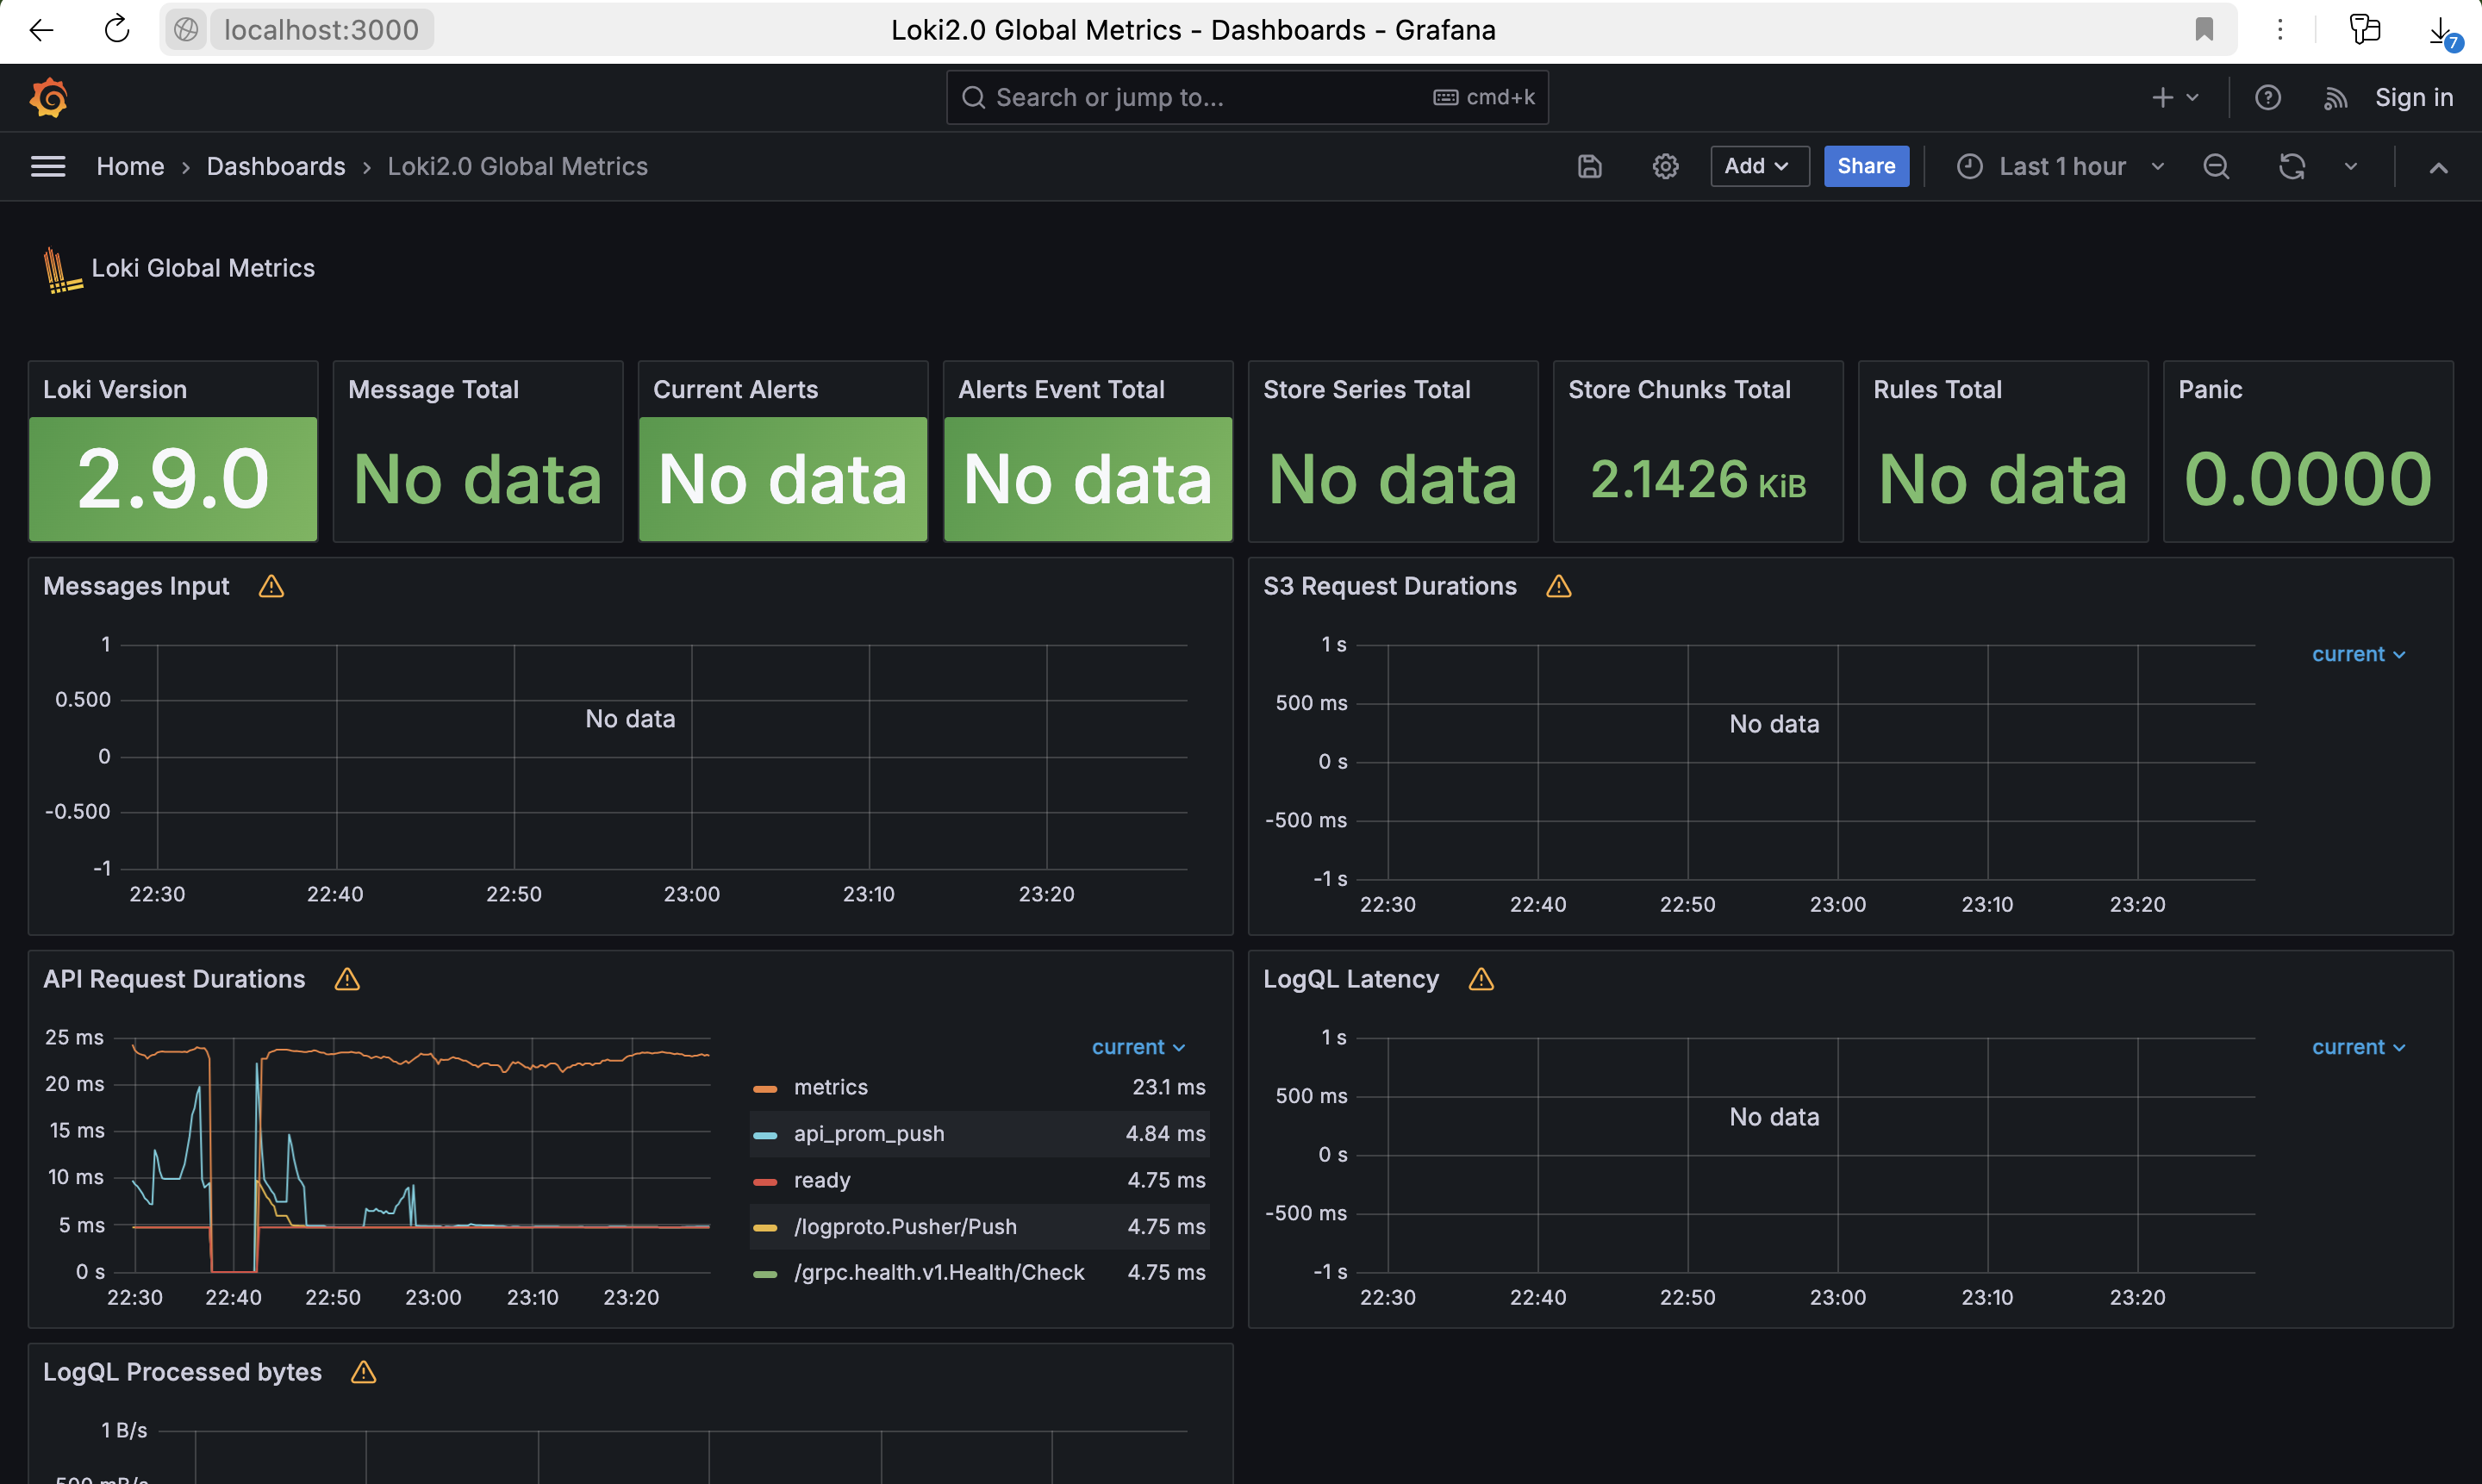 localhost:3000
Loki2.0 Global Metrics - Dashboards - Grafana
7
Search or jump to...
cmd+k
Sign in
Home
Dashboards
Loki2.0 Global Metrics
Add
Share
Last 1 hour
Loki Global Metrics
Loki Version
2.9.0
Message Total
No data
Current Alerts
No data
Alerts Event Total
No data
Store Series Total
No data
Store Chunks Total
2.1426 KiB
Rules Total
No data
Panic
0.0000
Messages Input
1
0.500
0
-0.500
-1
No data
22:30 22:40 22:50 23:00 23:10 23:20
S3 Request Durations
1 s
500 ms
0 s
-500 ms
-1 s
No data
22:30 22:40 22:50 23:00 23:10 23:20
current
API Request Durations
25 ms
20 ms
15 ms
10 ms
5 ms
0 s
22:30 22:40 22:50 23:00 23:10 23:20
current
metrics 23.1 ms
api_prom_push 4.84 ms
ready 4.75 ms
/logproto.Pusher/Push 4.75 ms
/grpc.health.v1.Health/Check 4.75 ms
LogQL Latency
1 s
500 ms
0 s
-500 ms
-1 s
No data
22:30 22:40 22:50 23:00 23:10 23:20
current
LogQL Processed bytes
1 B/s
500 mB/s